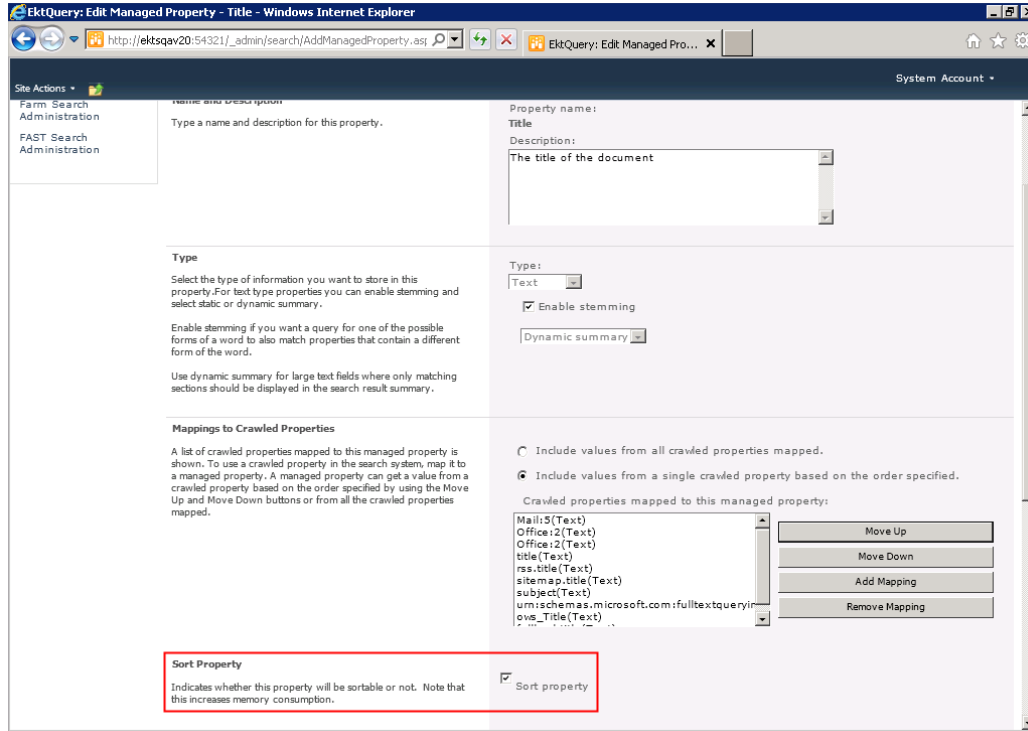 EktQuery: Edit Managed Property - Title - Windows Internet Explorer
http://ektsqav20:54321/_admin/search/AddManagedProperty.as
EktQuery: Edit Managed Pro...
System Account
Site Actions
Farm Search
Administration
FAST Search
Administration
Name and Description
Type a name and description for this property.
Property name:
Title
Description:
The title of the document
Type
Select the type of information you want to store in this
property.For text type properties you can enable stemming and
select static or dynamic summary.
Enable stemming if you want a query for one of the possible
forms of a word to also match properties that contain a different
form of the word.
Use dynamic summary for large text fields where only matching
sections should be displayed in the search result summary.
Type:
Text
Enable stemming
Dynamic summary
Mappings to Crawled Properties
A list of crawled properties mapped to this managed property is
shown. To use a crawled property in the search system, map it to
a managed property. A managed property can get a value from a
crawled property based on the order specified by using the Move
Up and Move Down buttons or from all the crawled properties
mapped.
Include values from all crawled properties mapped.
Include values from a single crawled property based on the order specified.
Crawled properties mapped to this managed property:
Mail:5(Text)
Office:2(Text)
Office:2(Text)
title(Text)
rss.title(Text)
sitemap.title(Text)
subject(Text)
urn:schemas.microsoft.com:fulltextqueryin
ows_Title(Text)
Move Up
Move Down
Add Mapping
Remove Mapping
Sort Property
Indicates whether this property will be sortable or not. Note that
this increases memory consumption.
Sort property